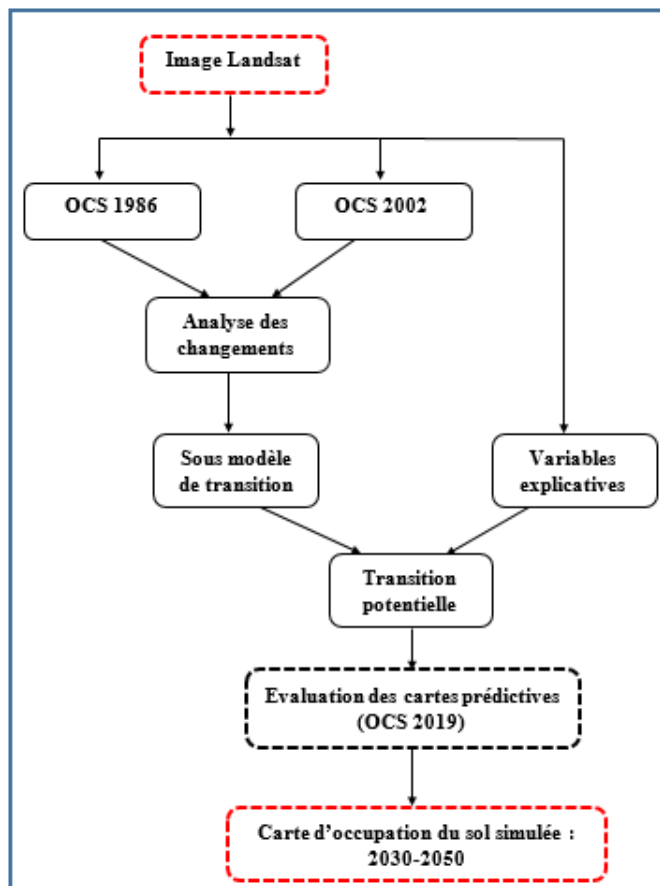 Image Landsat
OCS 1986
OCS 2002
Analyse des
changements
Sous modèle
de transition
Variables
explicatives
Transition
potentielle
Evaluation des cartes prédictives
(OCS 2019)
Carte d’occupation du sol simulée :
2030-2050